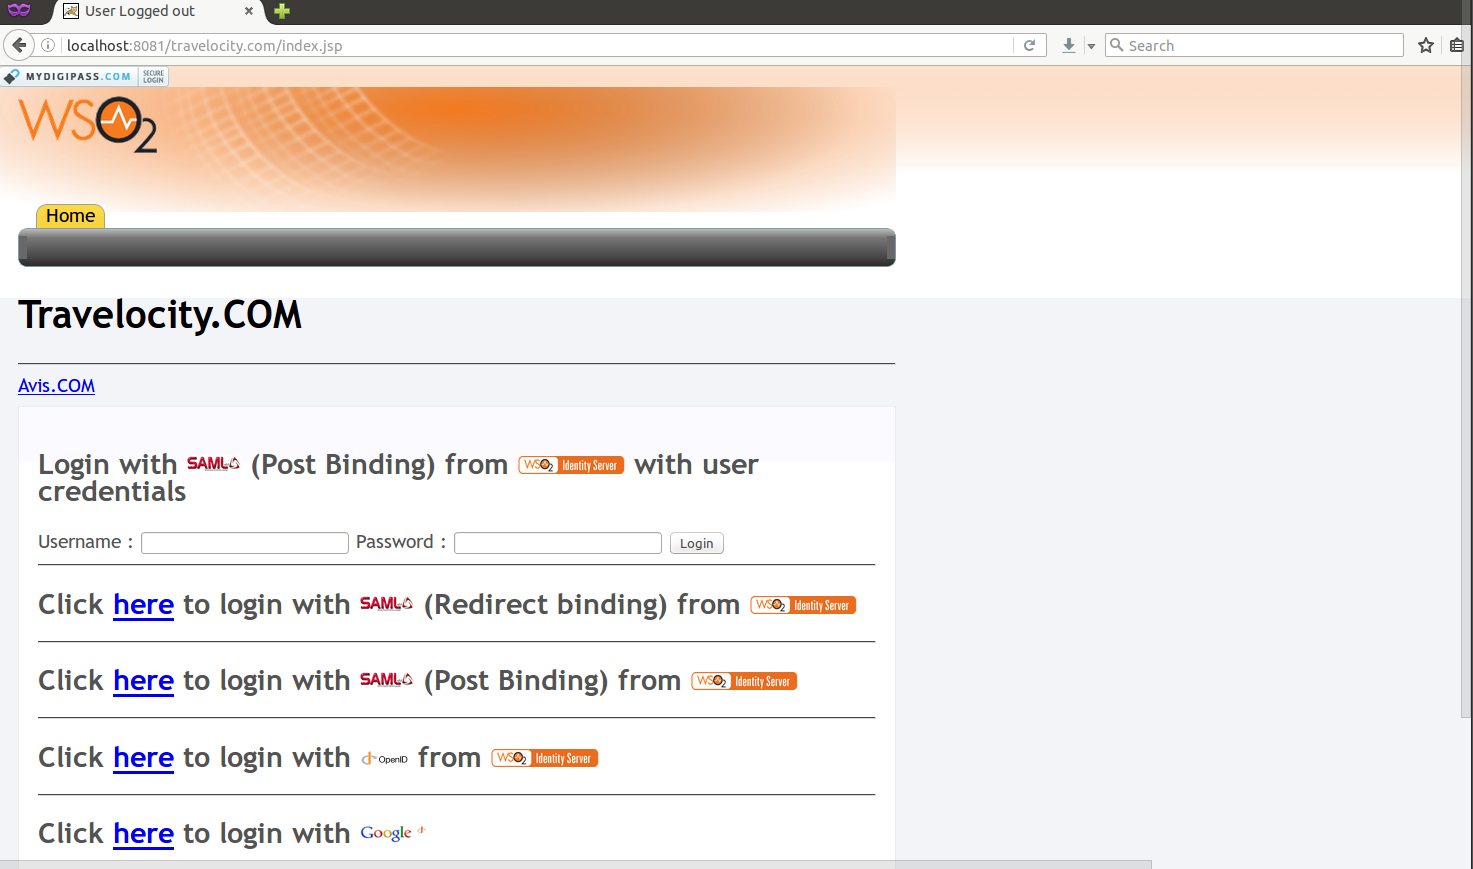 User Logged out
localhost:8081/travelocity.com/index.jsp
Search
MYDIGIPASS.COM SECURE LOGIN
WSO2
Home
Travelocity.COM
Avis.COM
Login with SAML (Post Binding) from WSO2 Identity Server with user
credentials
Username : Password : Login
Click here to login with SAML (Redirect binding) from WSO2 Identity Server
Click here to login with SAML (Post Binding) from WSO2 Identity Server
Click here to login with OpenID from WSO2 Identity Server
Click here to login with Google